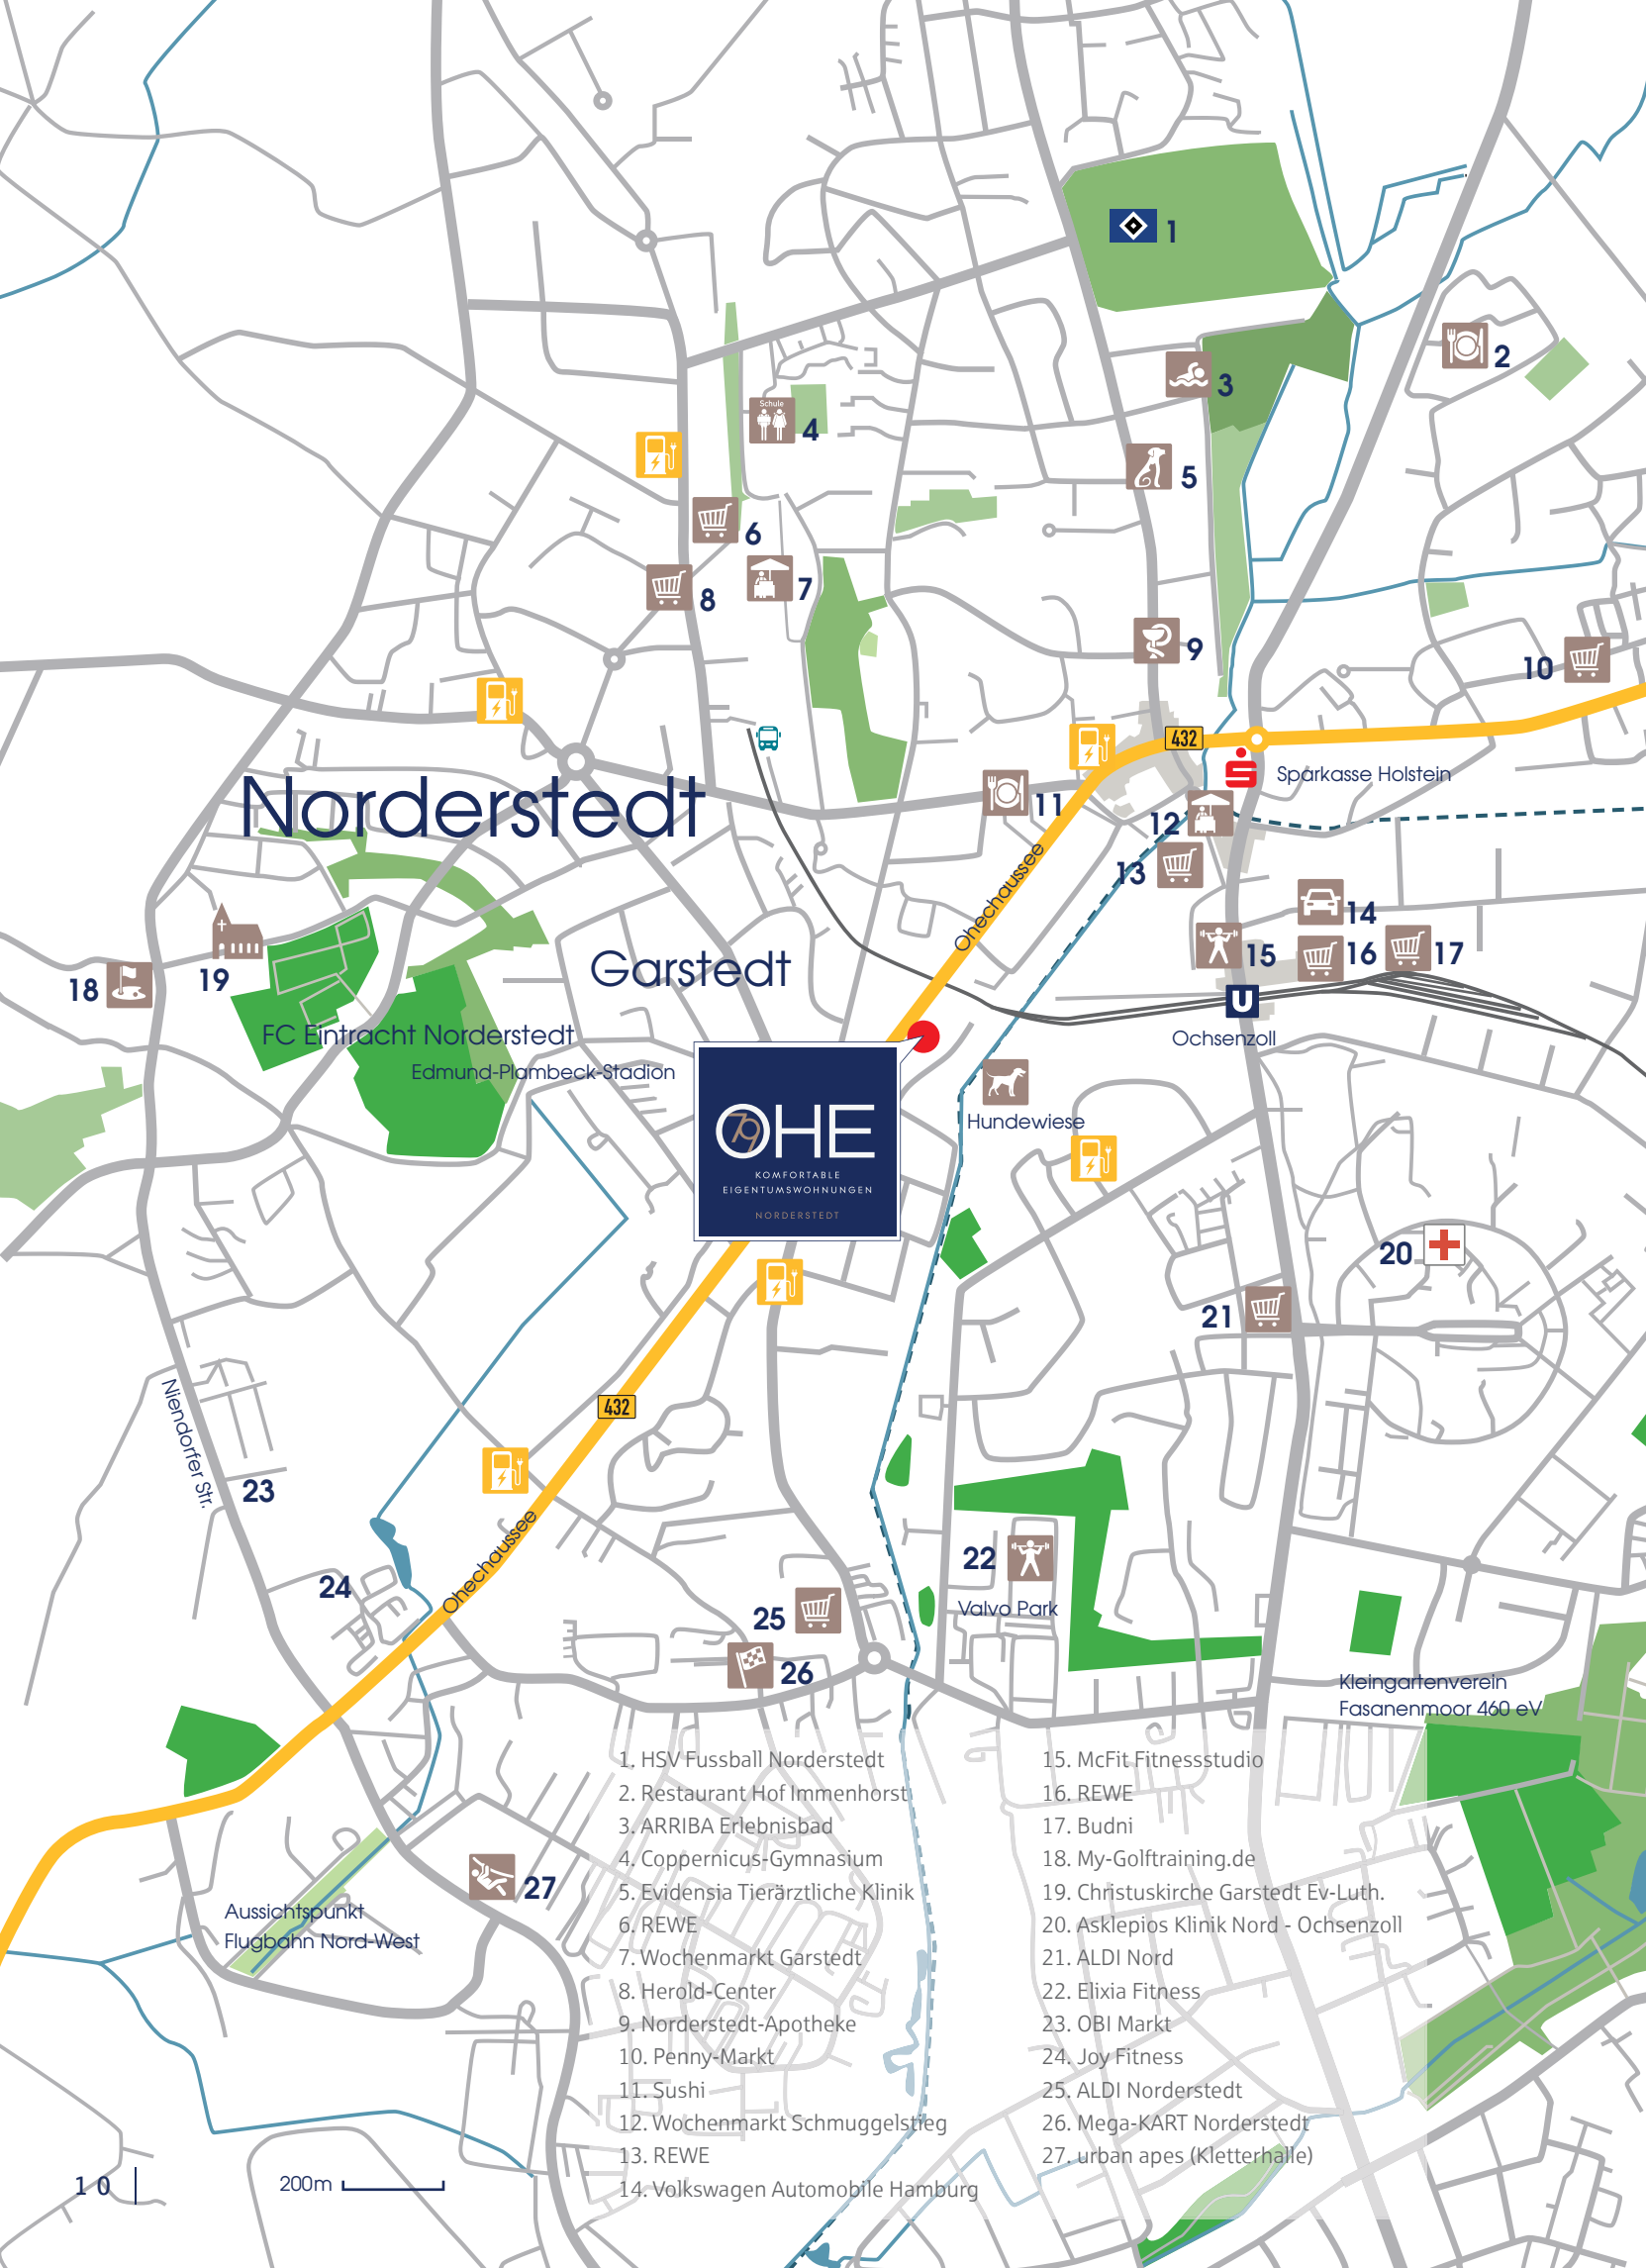 1
2
3
Schule
4
5
6
7
8
9
10
432
Sparkasse Holstein
11
12
13
Norderstedt
Ohechaussee
14
15
16
17
Garstedt
18
19
U
Ochsenzoll
FC Eintracht Norderstedt
Edmund-Plambeck-Stadion
79
OHE
KOMFORTABLE
EIGENTUMSWOHNUNGEN
NORDERSTEDT
Hundewiese
20
21
432
Niendorfer Str.
23
Ohechaussee
24
22
Valvo Park
25
26
Kleingartenverein
Fasanenmoor 460 eV
27
Aussichtspunkt
Flugbahn Nord-West
1. HSV Fussball Norderstedt
2. Restaurant Hof Immenhorst
3. ARRIBA Erlebnisbad
4. Coppernicus-Gymnasium
5. Evidensia Tierärztliche Klinik
6. REWE
7. Wochenmarkt Garstedt
8. Herold-Center
9. Norderstedt-Apotheke
10. Penny-Markt
11. Sushi
12. Wochenmarkt Schmuggelstieg
13. REWE
14. Volkswagen Automobile Hamburg
15. McFit Fitnessstudio
16. REWE
17. Budni
18. My-Golftraining.de
19. Christuskirche Garstedt Ev-Luth.
20. Asklepios Klinik Nord - Ochsenzoll
21. ALDI Nord
22. Elixia Fitness
23. OBI Markt
24. Joy Fitness
25. ALDI Norderstedt
26. Mega-KART Norderstedt
27. urban apes (Kletterhalle)
10
200m